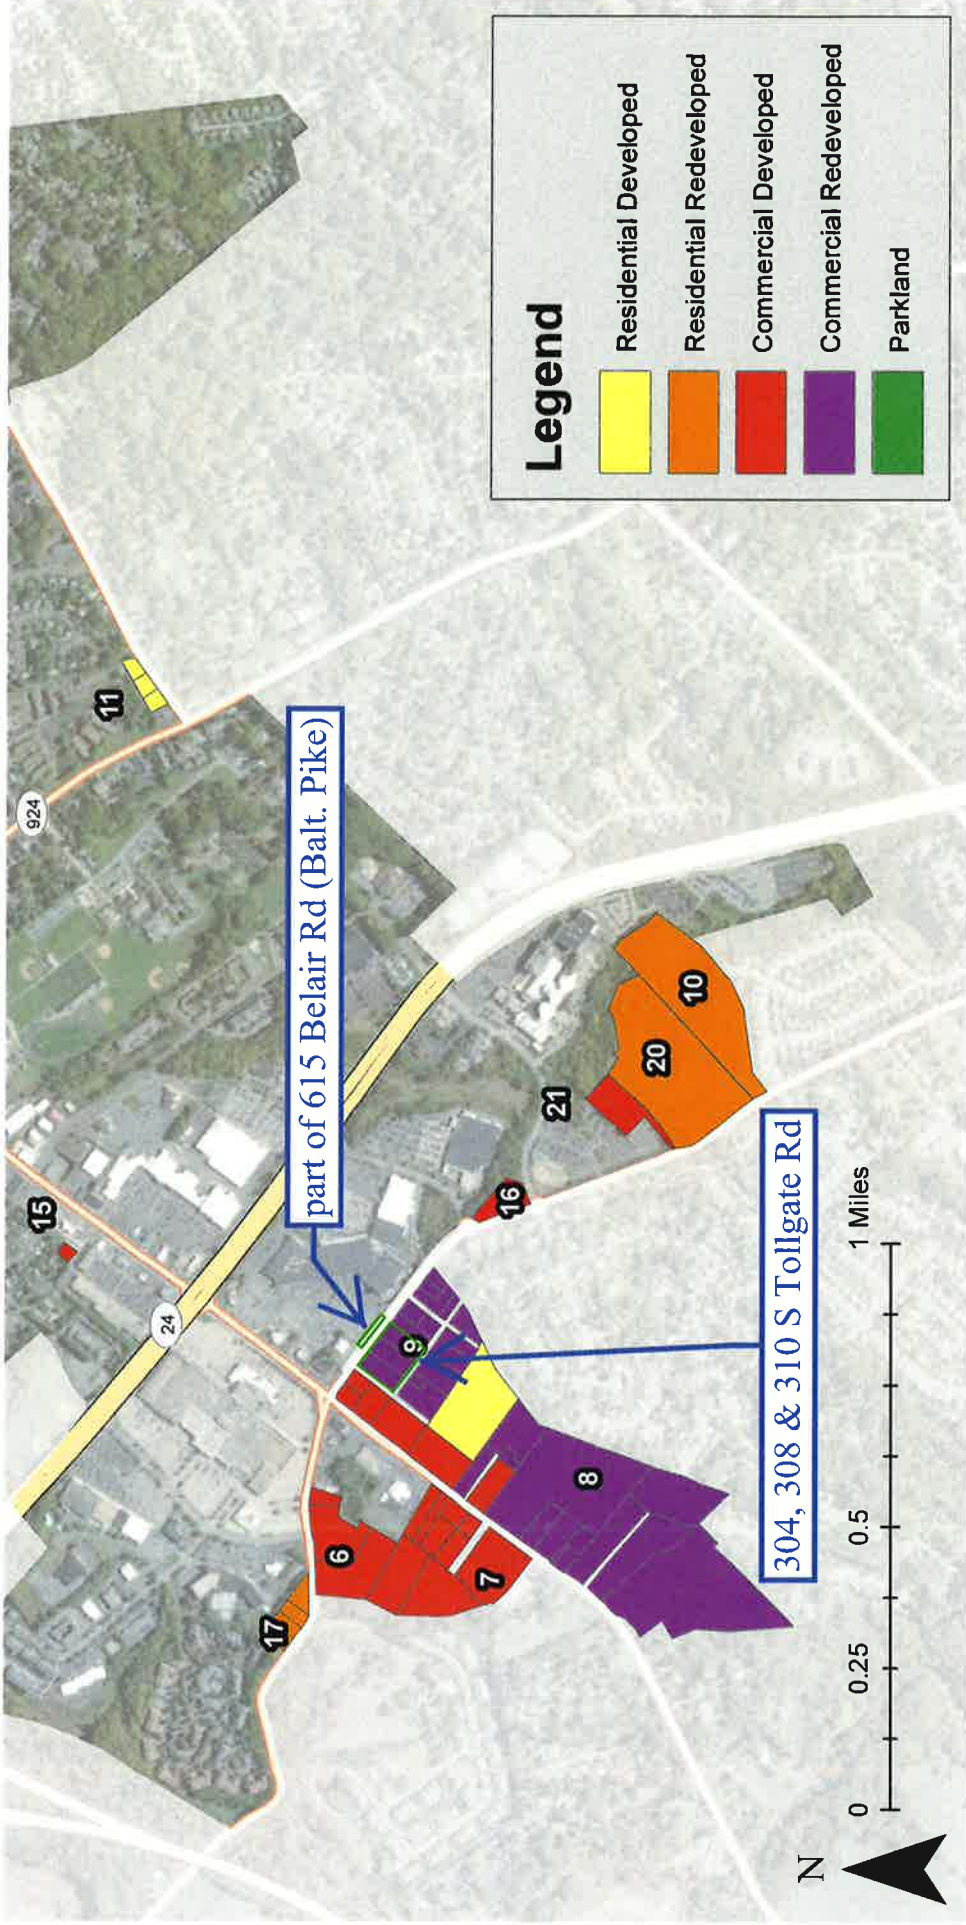 924
11
part of 615 Belair Rd (Balt. Pike)
15
24
21
20
10
16
9
6
7
8
17
304, 308 & 310 S Tollgate Rd
Legend
Residential Developed
Residential Redeveloped
Commercial Developed
Commercial Redeveloped
Parkland
N
0 0.25 0.5 1 Miles